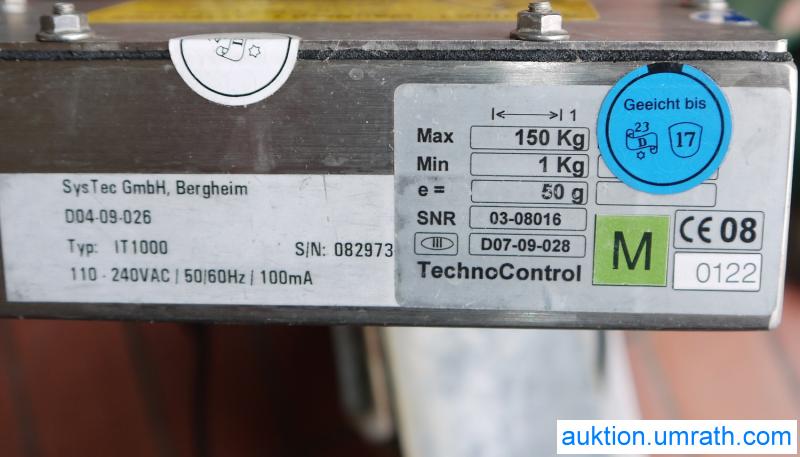 SysTec GmbH, Bergheim
D04-09-026
Typ: IT1000 S/N: 082973
110 - 240VAC / 50/60Hz / 100mA
1
Max 150 Kg
Min 1 Kg
e = 50 g
SNR 03-08016
III D07-09-028
TechnoControl
Geeicht bis
23
D
17
M
CE 08
0122
D
auktion.umrath.com